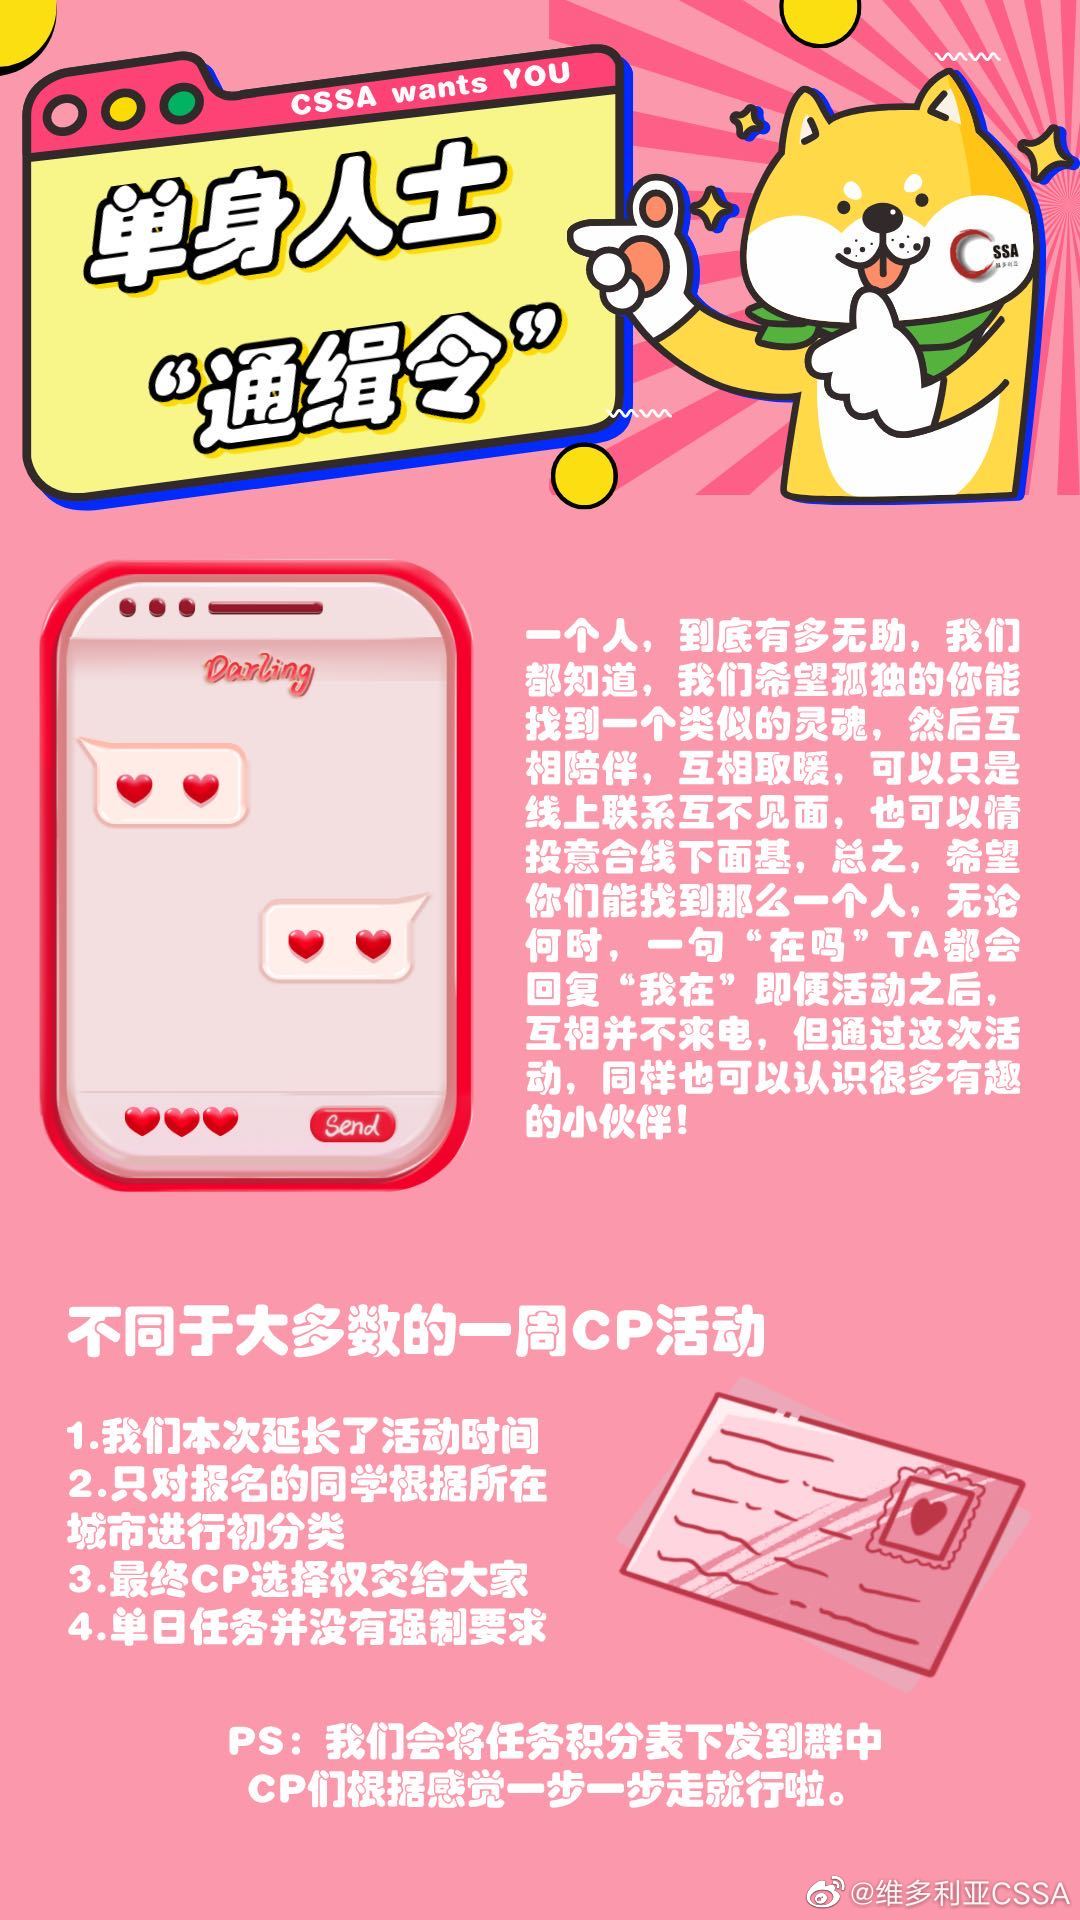 CSSA wants YOU
单身人士
“通缉令”
CSSA
维多利亚
Darling
Send
一个人，到底有多无助，我们
都知道，我们希望孤独的你能
找到一个类似的灵魂，然后互
相陪伴，互相取暖，可以只是
线上联系互不见面，也可以情
投意合线下面基，总之，希望
你们能找到那么一个人，无论
何时，一句“在吗”TA都会
回复“我在”即便活动之后，
互相并不来电，但通过这次活
动，同样也可以认识很多有趣
的小伙伴！
不同于大多数的一周CP活动
1.我们本次延长了活动时间
2.只对报名的同学根据所在
城市进行初分类
3.最终CP选择权交给大家
4.单日任务并没有强制要求
PS：我们会将任务积分表下发到群中
CP们根据感觉一步一步走就行啦。
@维多利亚CSSA